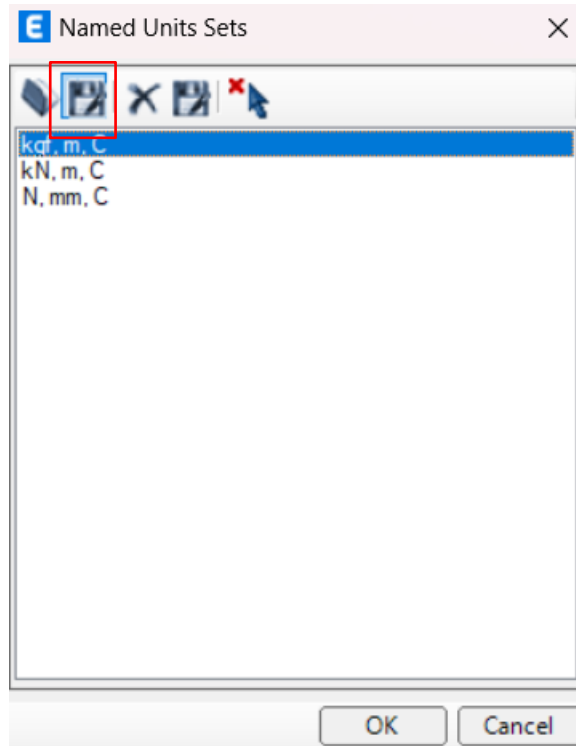 E Named Units Sets
kgf, m, C
kN, m, C
N, mm, C
OK Cancel